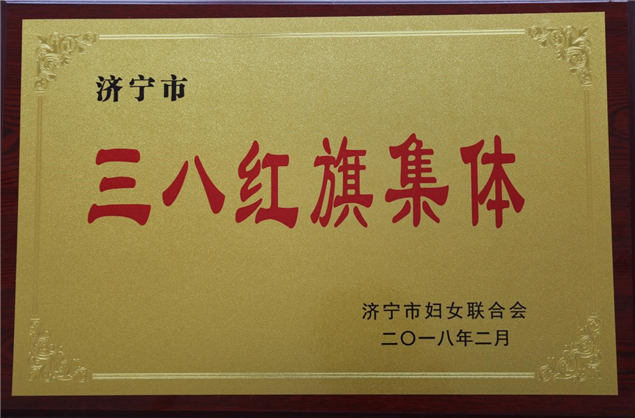 济宁市
三八红旗集体
济宁市妇女联合会
二〇一八年二月